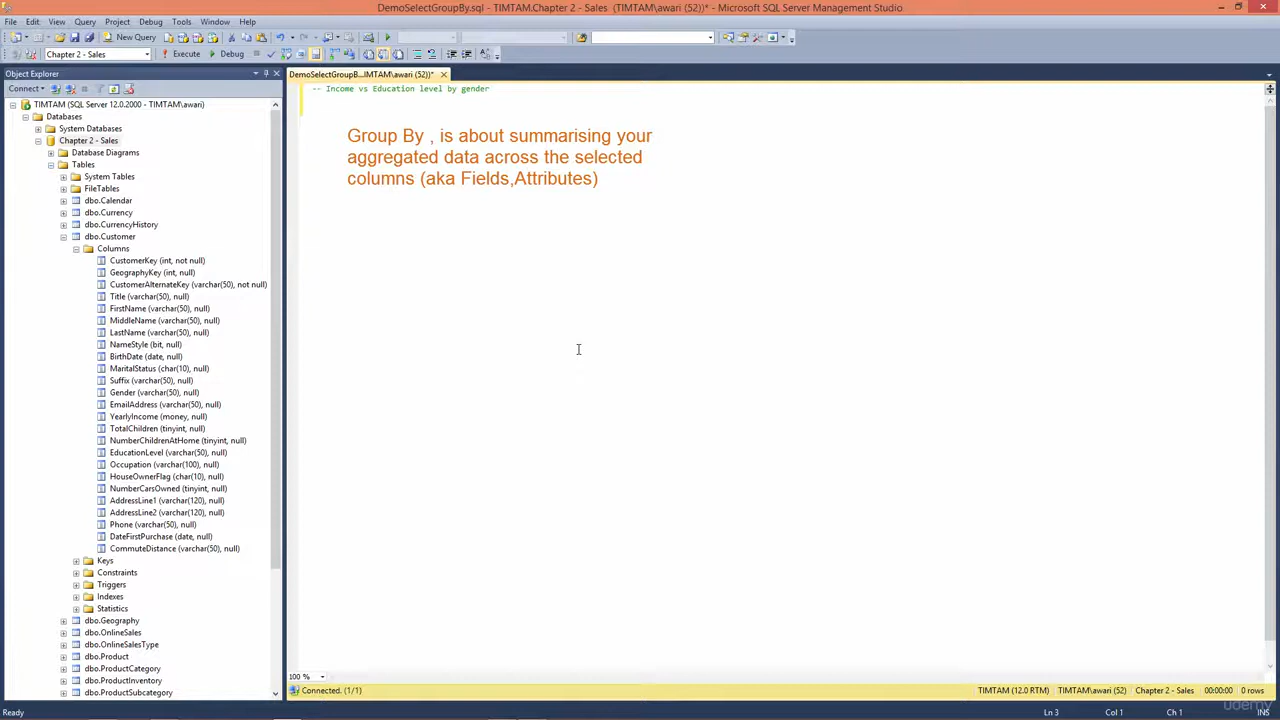 DemoSelectGroupBy.sql - TIMTAM.Chapter 2 - Sales (TIMTAM\awari (52))* - Microsoft SQL Server Management Studio
File Edit View Query Project Debug Tools Window Help
New Query
Chapter 2 - Sales Execute Debug
Object Explorer
Connect
TIMTAM (SQL Server 12.0.2000 - TIMTAM\awari)
Databases
System Databases
Chapter 2 - Sales
Database Diagrams
Tables
System Tables
FileTables
dbo.Calendar
dbo.Currency
dbo.CurrencyHistory
dbo.Customer
Columns
CustomerKey (int, not null)
GeographyKey (int, null)
CustomerAlternateKey (varchar(50), not null)
Title (varchar(50), null)
FirstName (varchar(50), null)
MiddleName (varchar(50), null)
LastName (varchar(50), null)
NameStyle (bit, null)
BirthDate (date, null)
MaritalStatus (char(10), null)
Suffix (varchar(50), null)
Gender (varchar(50), null)
EmailAddress (varchar(50), null)
YearlyIncome (money, null)
TotalChildren (tinyint, null)
NumberChildrenAtHome (tinyint, null)
EducationLevel (varchar(50), null)
Occupation (varchar(100), null)
HouseOwnerFlag (char(10), null)
NumberCarsOwned (tinyint, null)
AddressLine1 (varchar(120), null)
AddressLine2 (varchar(120), null)
Phone (varchar(50), null)
DateFirstPurchase (date, null)
CommuteDistance (varchar(50), null)
Keys
Constraints
Triggers
Indexes
Statistics
dbo.Geography
dbo.OnlineSales
dbo.OnlineSalesType
dbo.Product
dbo.ProductCategory
dbo.ProductInventory
dbo.ProductSubcategory
DemoSelectGroupB...IMTAM\awari (52))*
-- Income vs Education level by gender
Group By , is about summarising your
aggregated data across the selected
columns (aka Fields,Attributes)
100 %
Connected. (1/1) TIMTAM (12.0 RTM) TIMTAM\awari (52) Chapter 2 - Sales 00:00:00 0 rows
udemy
Ready Ln 3 Col 1 Ch 1 INS